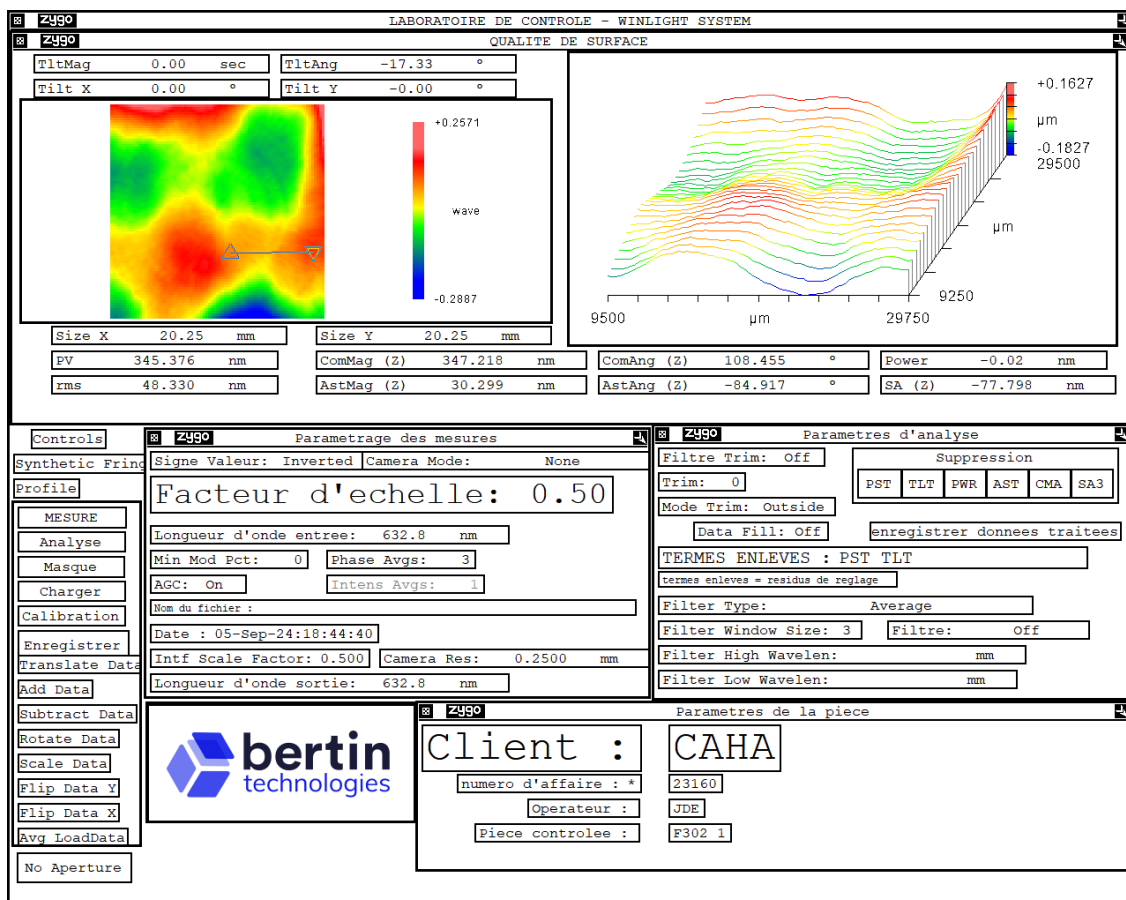 zygo LABORATOIRE DE CONTROLE - WINLIGHT SYSTEM
zygo QUALITE DE SURFACE
TltMag 0.00 sec TltAng -17.33 °
Tilt X 0.00 ° Tilt Y -0.00 °
+0.2571
wave
-0.2887
+0.1627
µm
-0.1827
29500
µm
9250
9500 µm 29750
Size X 20.25 mm Size Y 20.25 mm
PV 345.376 nm ComMag (Z) 347.218 nm ComAng (Z) 108.455 ° Power -0.02 nm
rms 48.330 nm AstMag (Z) 30.299 nm AstAng (Z) -84.917 ° SA (Z) -77.798 nm
Controls
Synthetic Fring
Profile
MESURE
Analyse
Masque
Charger
Calibration
Enregistrer
Translate Data
Add Data
Subtract Data
Rotate Data
Scale Data
Flip Data Y
Flip Data X
Avg LoadData
No Aperture
zygo Parametrage des mesures
Signe Valeur: Inverted Camera Mode: None
Facteur d'echelle: 0.50
Longueur d'onde entree: 632.8 nm
Min Mod Pct: 0 Phase Avgs: 3
AGC: On Intens Avgs: 1
Nom du fichier :
Date : 05-Sep-24:18:44:40
Intf Scale Factor: 0.500 Camera Res: 0.2500 mm
Longueur d'onde sortie: 632.8 nm
zygo Parametres d'analyse
Filtre Trim: Off Suppression
Trim: 0 PST TLT PWR AST CMA SA3
Mode Trim: Outside
Data Fill: Off enregistrer donnees traitees
TERMES ENLEVES : PST TLT
termes enleves = residus de reglage
Filter Type: Average
Filter Window Size: 3 Filtre: Off
Filter High Wavelen: mm
Filter Low Wavelen: mm
bertin
technologies
zygo Parametres de la piece
Client : CAHA
numero d'affaire : * 23160
Operateur : JDE
Piece controlee : F302 1